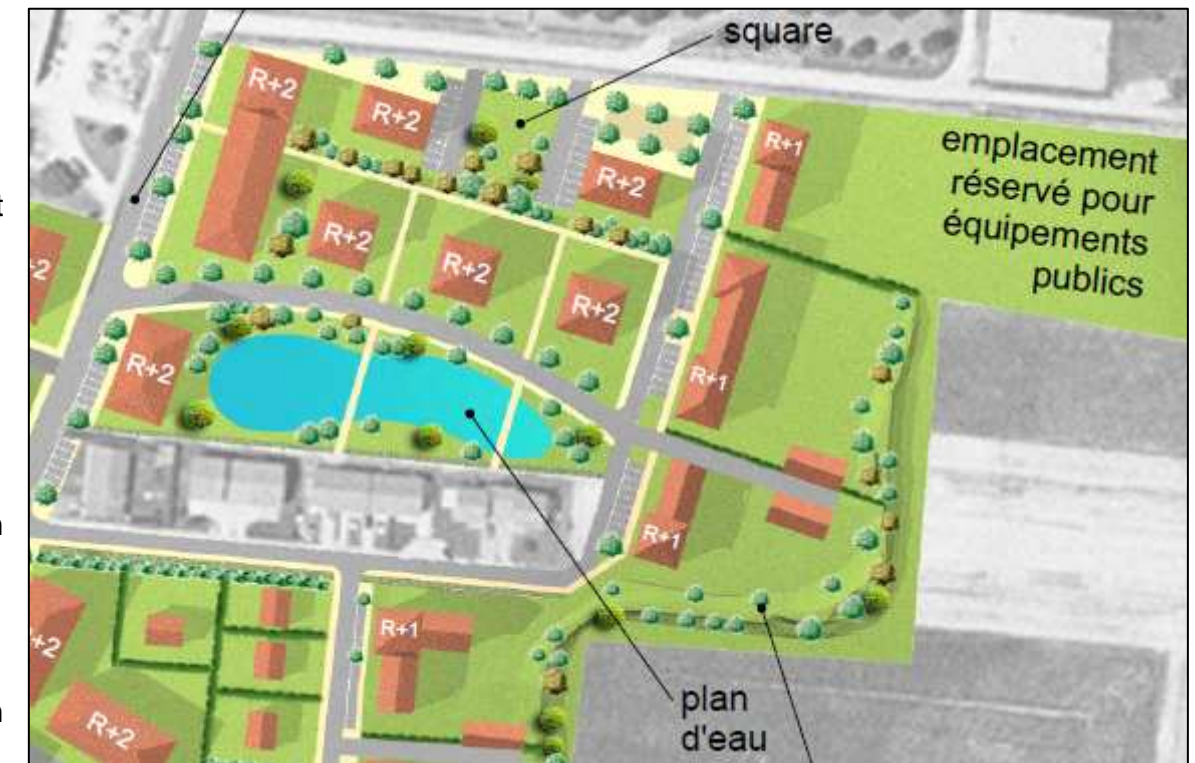 square
R+2
R+2
R+1
R+2
emplacement
réservé pour
équipements
publics
R+2
R+2
R+2
R+2
R+1
R+1
R+1
R+2
plan
d'eau